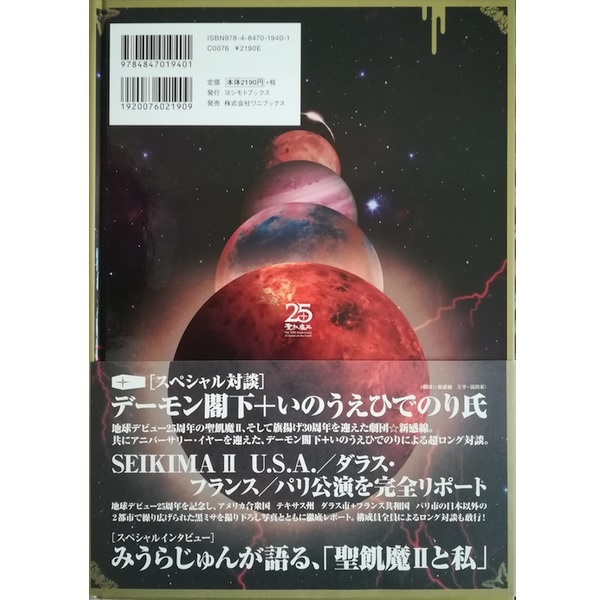 ISBN978-4-8470-1940-1
C0076 ¥2190E
9784847019401
定価 本体2190円+税
発行 ヨシモトブックス
発売 株式会社ワニブックス
1920076021909
25
聖飢魔II
[スペシャル対談]
(劇団☆新感線 主宰・演出家)
デーモン閣下+いのうえひでのり氏
地球デビュー25周年の聖飢魔II、そして旗揚げ30周年を迎えた劇団☆新感線。
共にアニバーサリー・イヤーを迎えた、デーモン閣下+いのうえひでのりによる超ロング対談。
SEIKIMA II U.S.A.／ダラス・
フランス／パリ公演を完全リポート
地球デビュー25周年を記念し、アメリカ合衆国 テキサス州 ダラス市+フランス共和国 パリ市の日本以外の
2都市で繰り広げられた黒ミサを撮り下ろし写真とともに徹底レポート。構成員全員によるロング対談も敢行!
[スペシャルインタビュー]
みうらじゅんが語る、「聖飢魔IIと私」